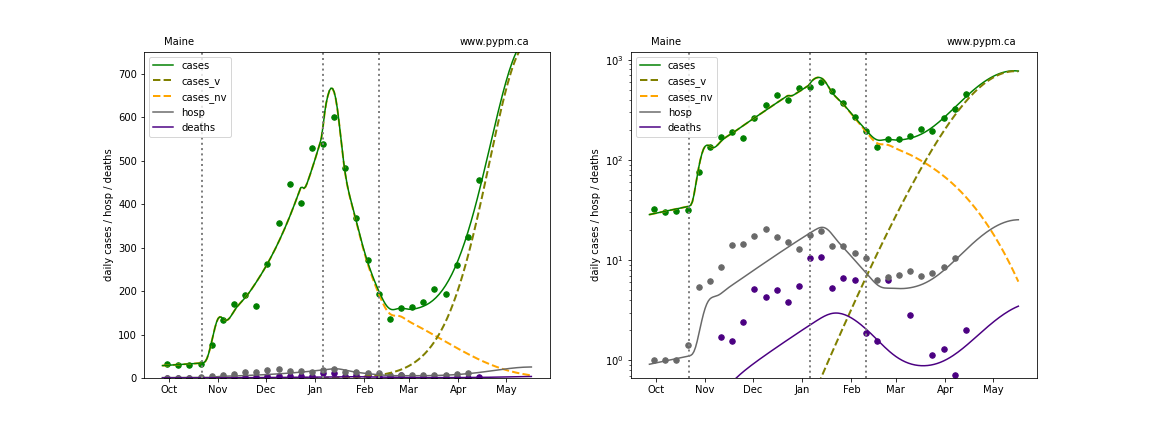 Maine www.pypm.ca
cases
cases_v
cases_nv
hosp
deaths
daily cases / hosp / deaths
700
600
500
400
300
200
100
0
Oct Nov Dec Jan Feb Mar Apr May
Maine www.pypm.ca
cases
cases_v
cases_nv
hosp
deaths
daily cases / hosp / deaths
10³
10²
10¹
10⁰
Oct Nov Dec Jan Feb Mar Apr May